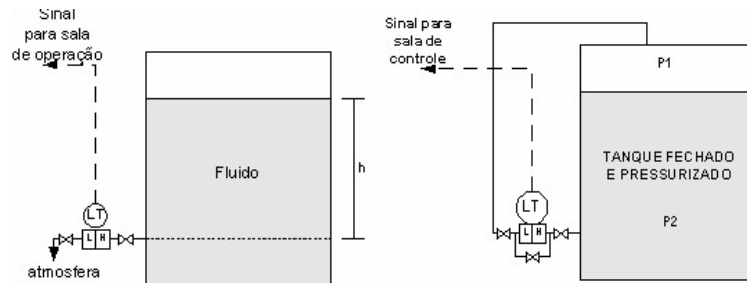 Sinal
para sala
de operação
Fluido
h
LT
L H
atmosfera
Sinal para
sala de
controle
P1
TANQUE FECHADO
E PRESSURIZADO
P2
LT
L H